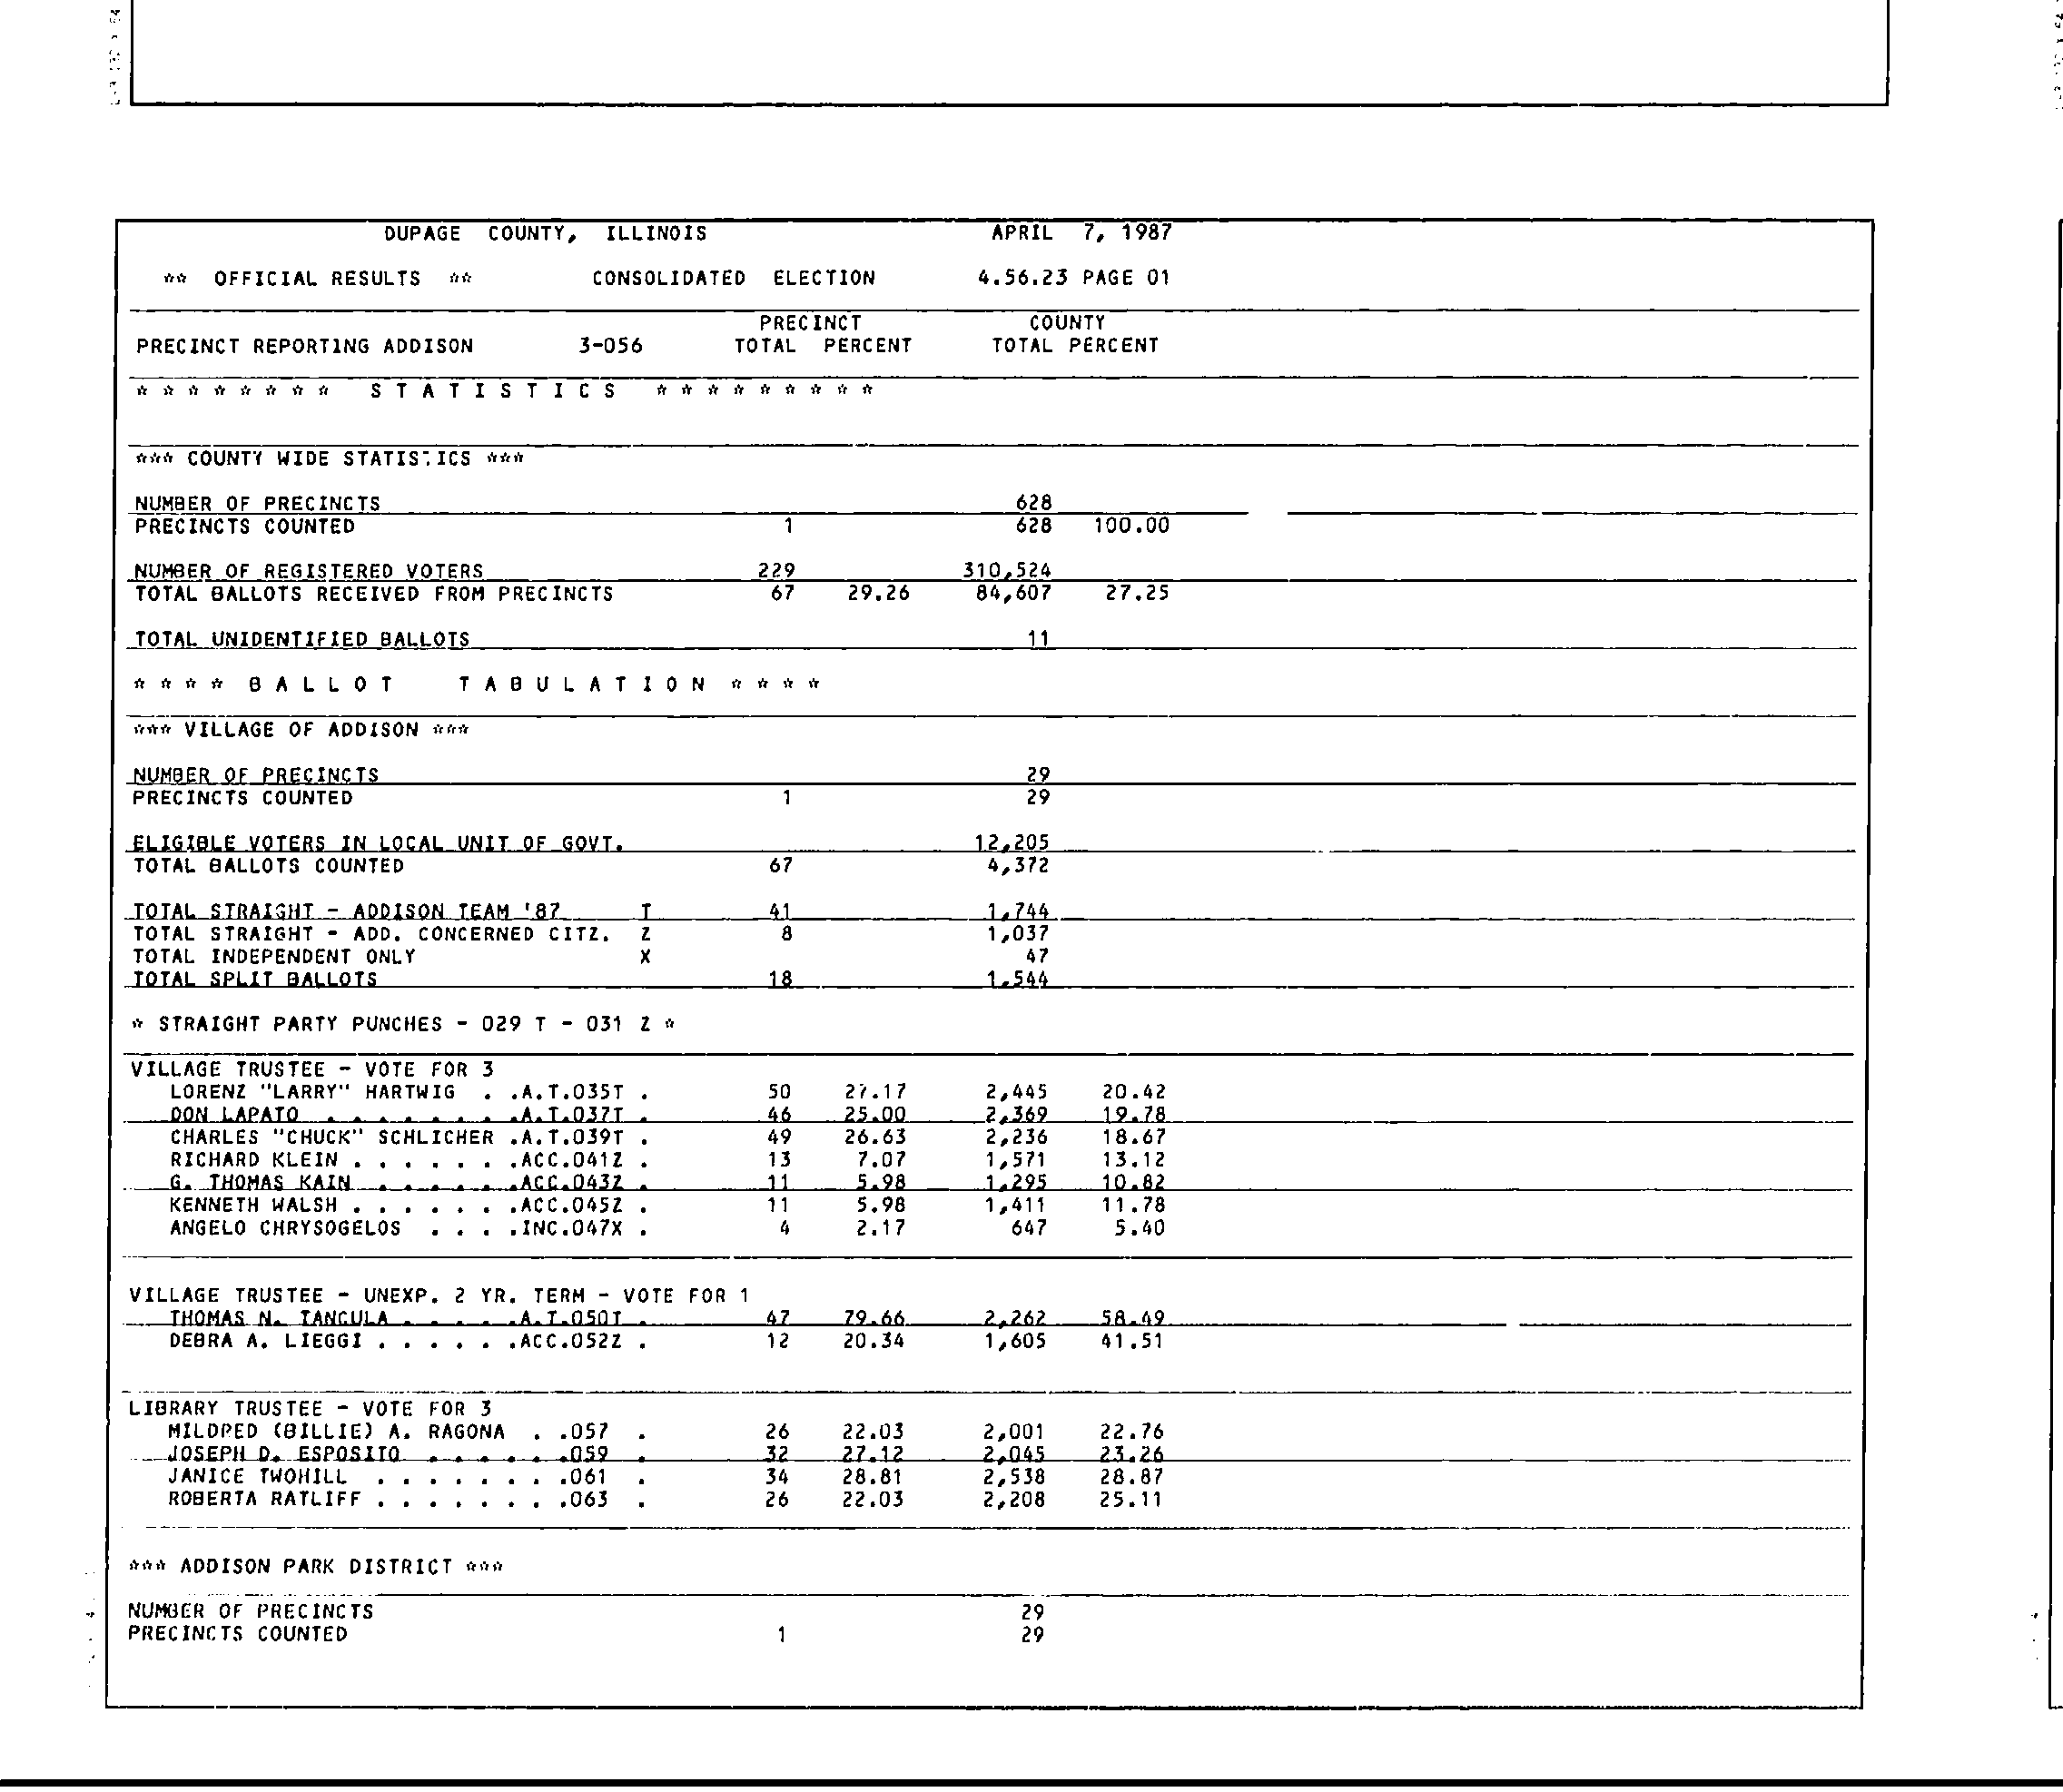 DUPAGE COUNTY, ILLINOIS APRIL 7, 1987
** OFFICIAL RESULTS ** CONSOLIDATED ELECTION 4.56.23 PAGE 01
PRECINCT COUNTY
PRECINCT REPORTING ADDISON 3-056 TOTAL PERCENT TOTAL PERCENT
* * * * * * * * S T A T I S T I C S * * * * * * * * *
*** COUNTY WIDE STATISTICS ***
NUMBER OF PRECINCTS 628
PRECINCTS COUNTED 1 628 100.00
NUMBER OF REGISTERED VOTERS 229 310,524
TOTAL BALLOTS RECEIVED FROM PRECINCTS 67 29.26 84,607 27.25
TOTAL UNIDENTIFIED BALLOTS 11
* * * * B A L L O T T A B U L A T I O N * * * *
*** VILLAGE OF ADDISON ***
NUMBER OF PRECINCTS 29
PRECINCTS COUNTED 1 29
ELIGIBLE VOTERS IN LOCAL UNIT OF GOVT. 12,205
TOTAL BALLOTS COUNTED 67 4,372
TOTAL STRAIGHT - ADDISON TEAM '87 T 41 1,744
TOTAL STRAIGHT - ADD. CONCERNED CITZ. Z 8 1,037
TOTAL INDEPENDENT ONLY X 47
TOTAL SPLIT BALLOTS 18 1,544
* STRAIGHT PARTY PUNCHES - 029 T - 031 Z *
VILLAGE TRUSTEE - VOTE FOR 3
LORENZ "LARRY" HARTWIG . .A.T.035T . 50 27.17 2,445 20.42
DON LAPATO . . . . . . . .A.T.037T . 46 25.00 2,369 19.78
CHARLES "CHUCK" SCHLICHER .A.T.039T . 49 26.63 2,236 18.67
RICHARD KLEIN . . . . . . .ACC.041Z . 13 7.07 1,571 13.12
G. THOMAS KAIN . . . . . .ACC.043Z . 11 5.98 1,295 10.82
KENNETH WALSH . . . . . . .ACC.045Z . 11 5.98 1,411 11.78
ANGELO CHRYSOGELOS . . . .INC.047X . 4 2.17 647 5.40
VILLAGE TRUSTEE - UNEXP. 2 YR. TERM - VOTE FOR 1
THOMAS N. TANCULA . . . . .A.T.050T . 47 79.66 2,262 58.49
DEBRA A. LIEGGI . . . . . .ACC.052Z . 12 20.34 1,605 41.51
LIBRARY TRUSTEE - VOTE FOR 3
MILDRED (BILLIE) A. RAGONA . .057 . 26 22.03 2,001 22.76
JOSEPH D. ESPOSITO . . . . . .059 . 32 27.12 2,045 23.26
JANICE TWOHILL . . . . . . . .061 . 34 28.81 2,538 28.87
ROBERTA RATLIFF . . . . . . . .063 . 26 22.03 2,208 25.11
*** ADDISON PARK DISTRICT ***
NUMBER OF PRECINCTS 29
PRECINCTS COUNTED 1 29